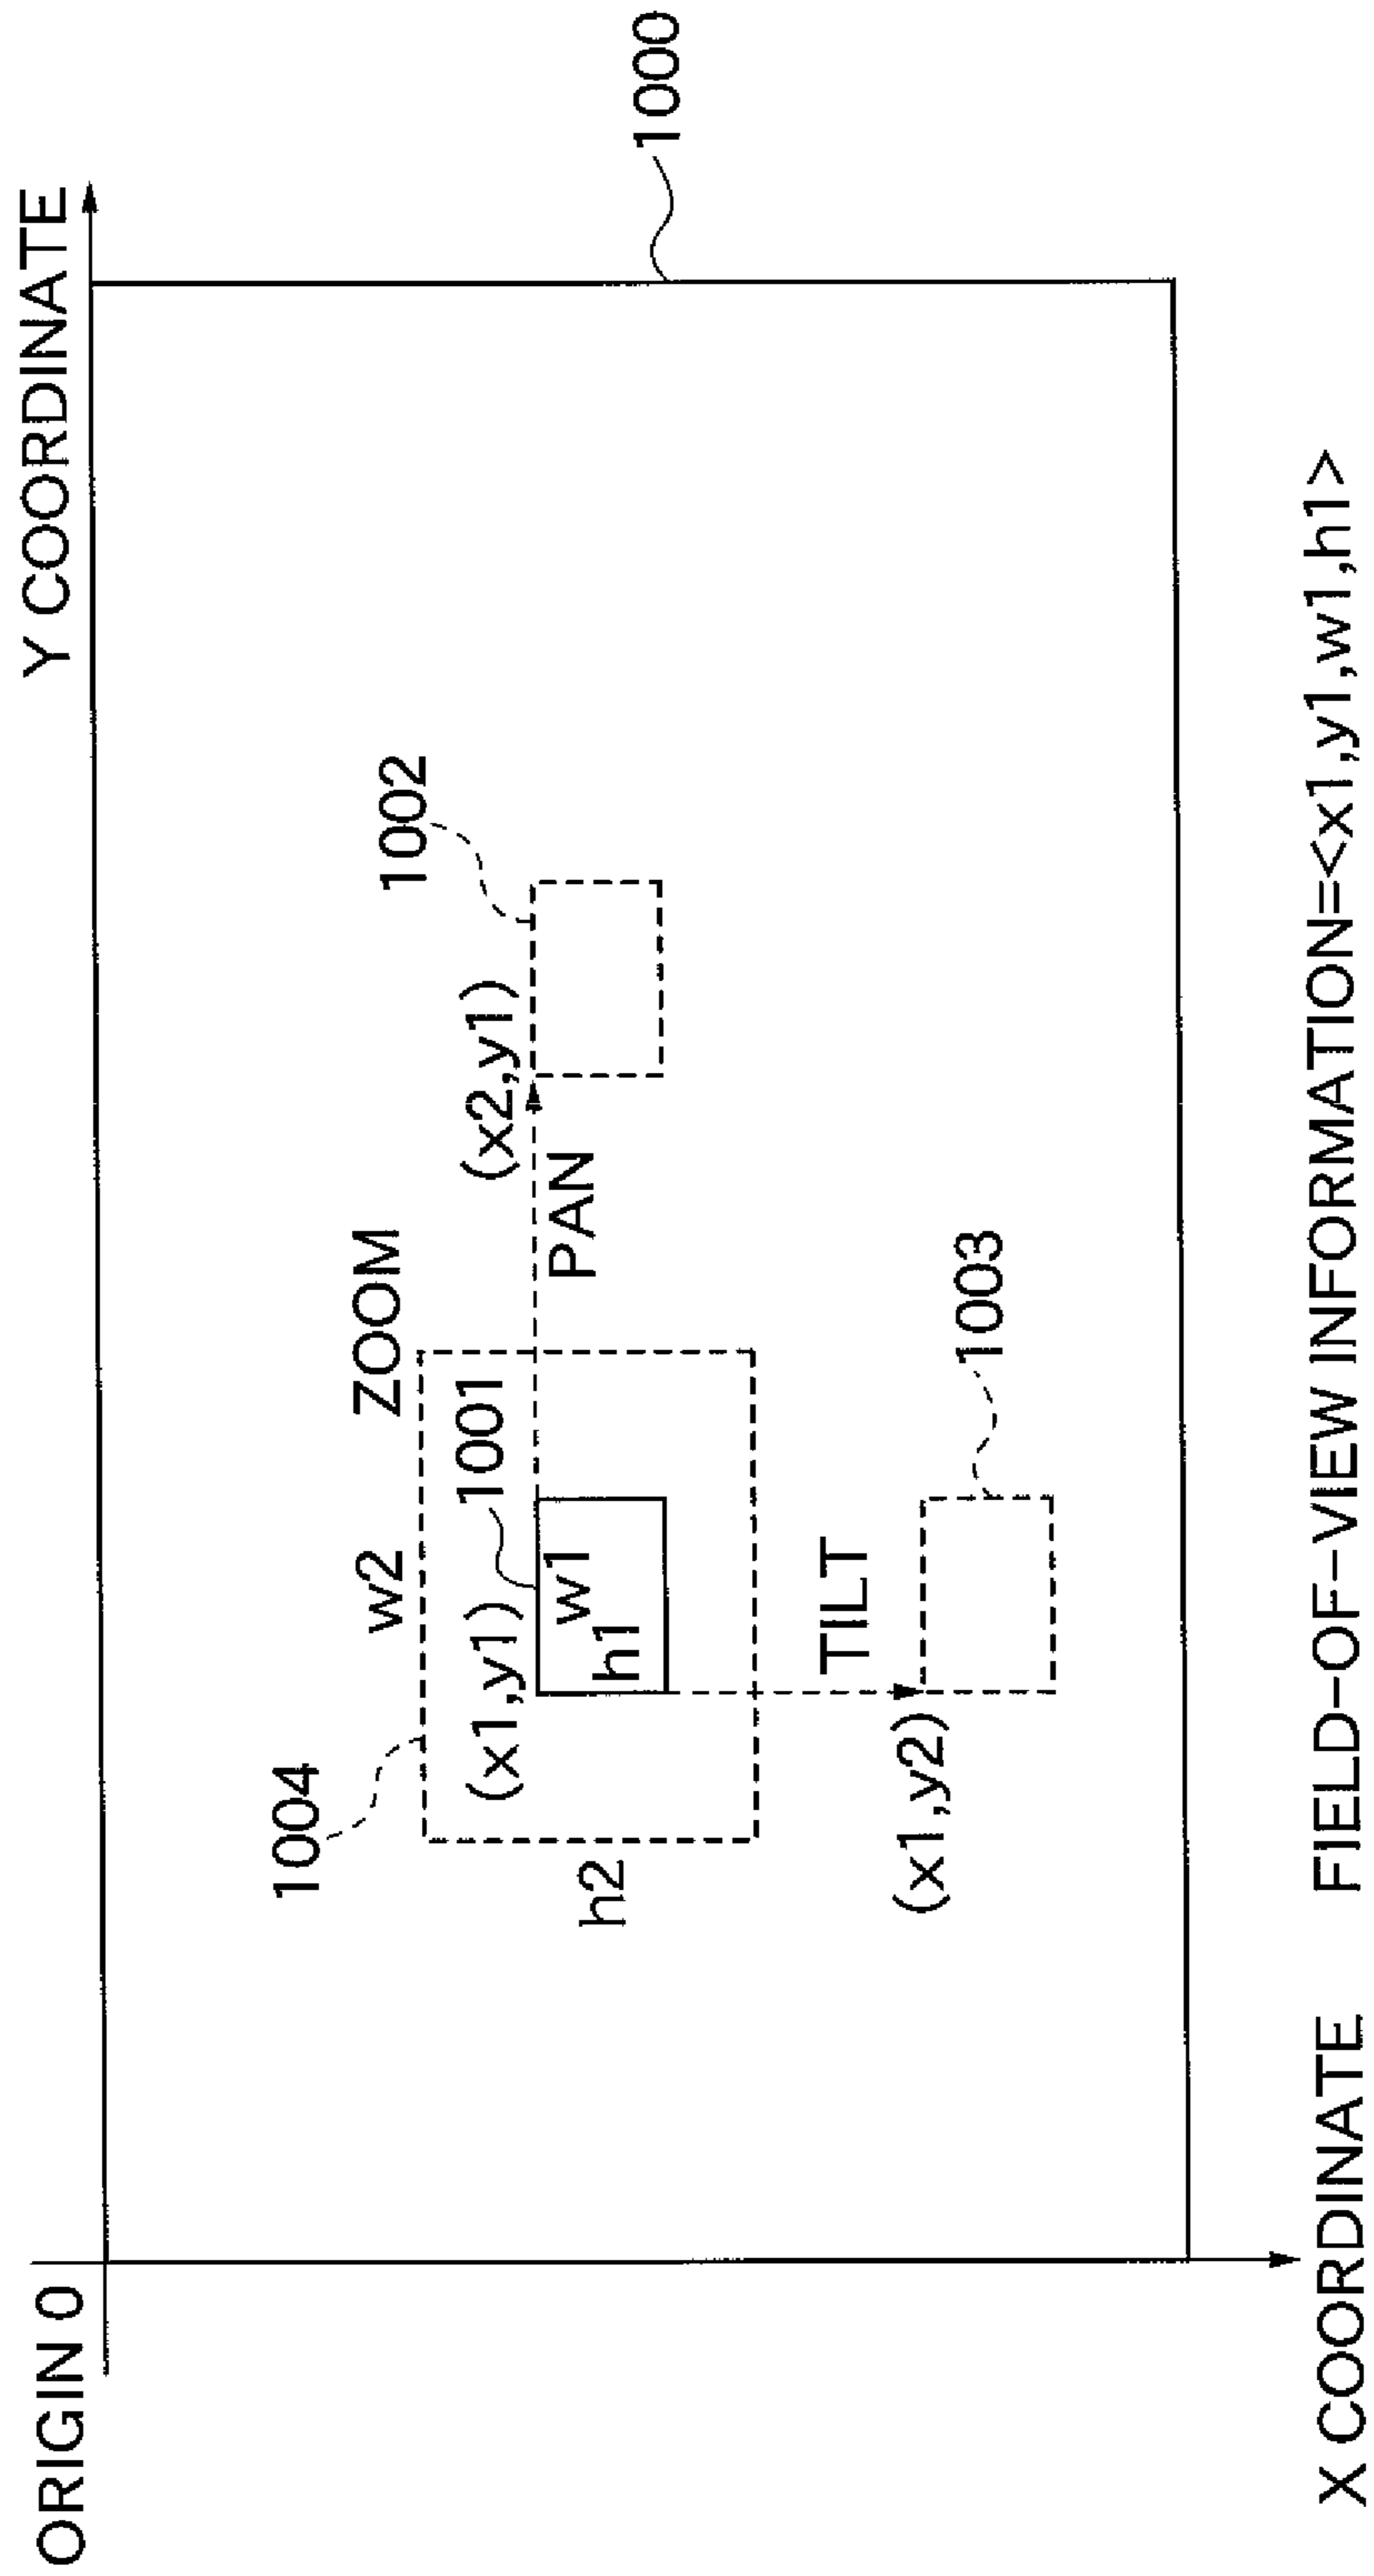 ORIGIN 0
Y COORDINATE
1004
w2
ZOOM
1002
(x1,y1)
1001
(x2,y1)
w1
PAN
h2
h1
1000
TILT
(x1,y2)
1003
X COORDINATE
FIELD-OF-VIEW INFORMATION=<x1,y1,w1,h1>